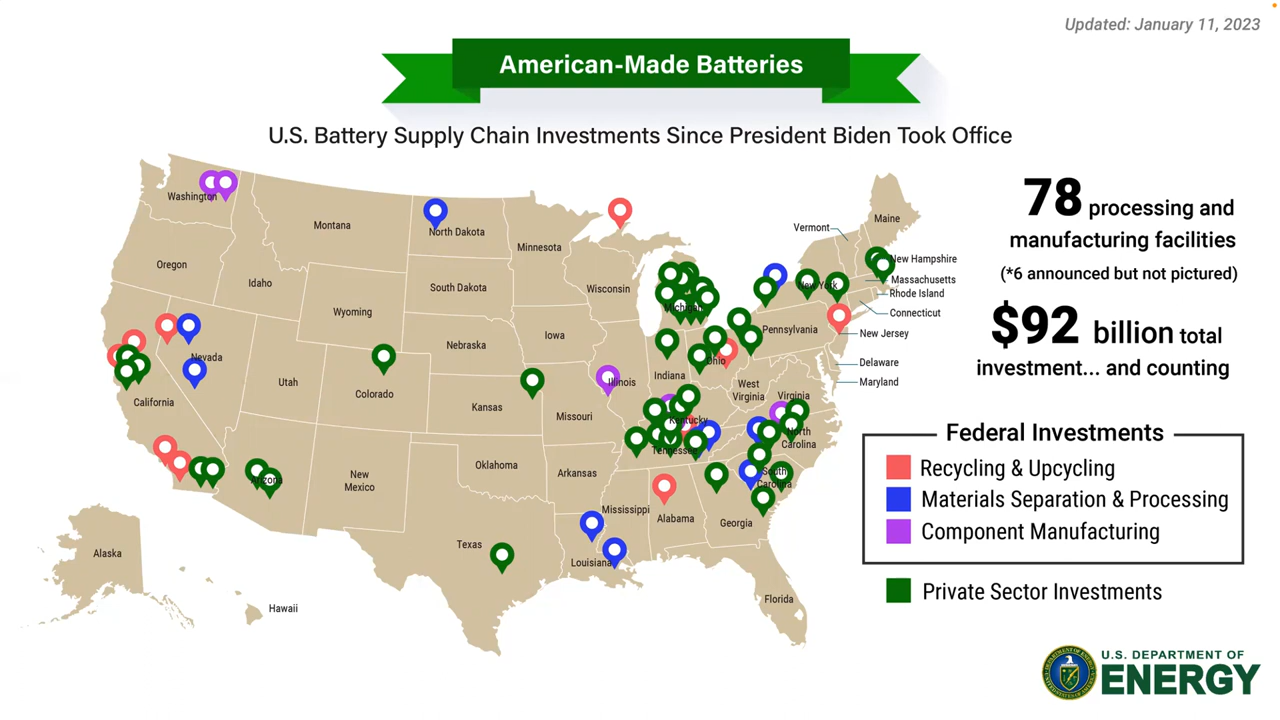 Updated: January 11, 2023
American-Made Batteries
U.S. Battery Supply Chain Investments Since President Biden Took Office
78 processing and
manufacturing facilities
(*6 announced but not pictured)
$92 billion total
investment... and counting
Washington
Montana
North Dakota
Minnesota
Oregon
Idaho
South Dakota
Wisconsin
Wyoming
Michigan
Vermont
Maine
New Hampshire
New York
Massachusetts
Rhode Island
Connecticut
Pennsylvania
New Jersey
Iowa
Nebraska
Nevada
Utah
Colorado
California
Kansas
Missouri
Illinois
Indiana
Ohio
Delaware
Maryland
West
Virginia
Virginia
Kentucky
North
Carolina
Tennessee
South
Carolina
Arizona
New
Mexico
Oklahoma
Arkansas
Mississippi
Alabama
Georgia
Texas
Louisiana
Florida
Alaska
Hawaii
Federal Investments
Recycling & Upcycling
Materials Separation & Processing
Component Manufacturing
Private Sector Investments
U.S. DEPARTMENT OF
ENERGY